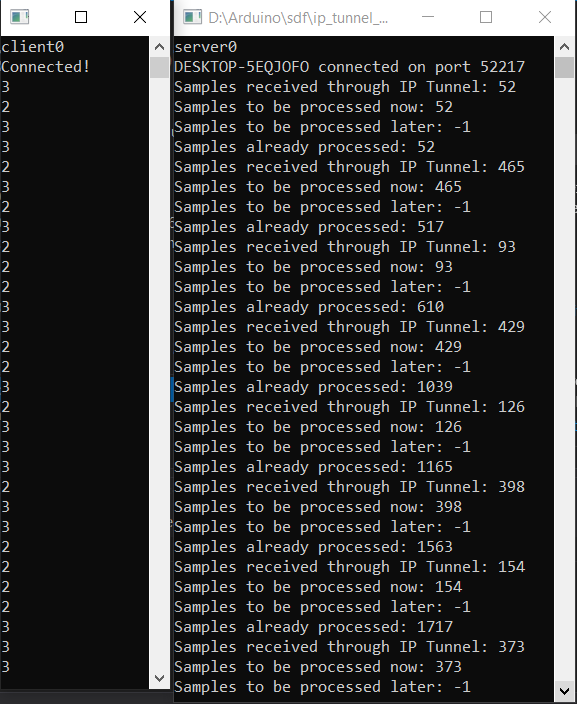 client0
Connected!
3
2
3
3
2
3
2
3
2
2
2
3
3
2
2
3
2
3
3
3
2
3
3
2
2
2
2
3
3
3
D:\Arduino\sdf\ip_tunnel_...
server0
DESKTOP-5EQJOFO connected on port 52217
Samples received through IP Tunnel: 52
Samples to be processed now: 52
Samples to be processed later: -1
Samples already processed: 52
Samples received through IP Tunnel: 465
Samples to be processed now: 465
Samples to be processed later: -1
Samples already processed: 517
Samples received through IP Tunnel: 93
Samples to be processed now: 93
Samples to be processed later: -1
Samples already processed: 610
Samples received through IP Tunnel: 429
Samples to be processed now: 429
Samples to be processed later: -1
Samples already processed: 1039
Samples received through IP Tunnel: 126
Samples to be processed now: 126
Samples to be processed later: -1
Samples already processed: 1165
Samples received through IP Tunnel: 398
Samples to be processed now: 398
Samples to be processed later: -1
Samples already processed: 1563
Samples received through IP Tunnel: 154
Samples to be processed now: 154
Samples to be processed later: -1
Samples already processed: 1717
Samples received through IP Tunnel: 373
Samples to be processed now: 373
Samples to be processed later: -1